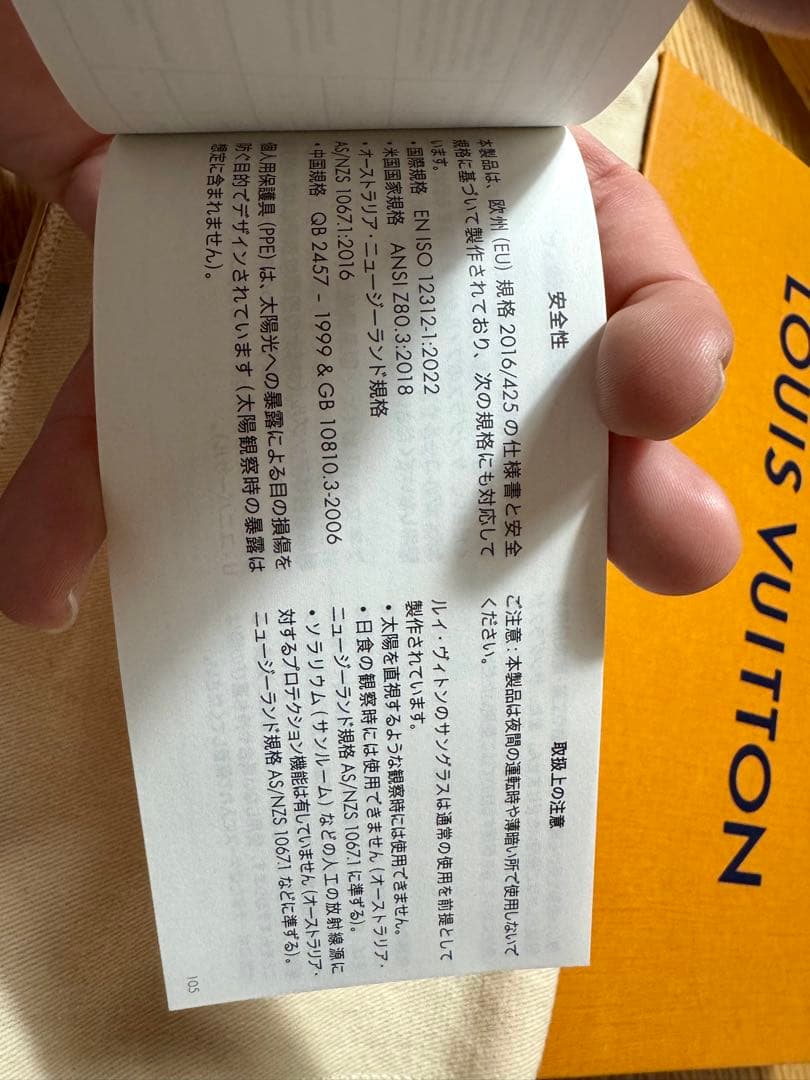 安全性
本製品は、欧州 (EU) 規格 2016/425 の仕様書と安全
規格に基づいて製作されており、次の規格にも対応して
います。
• 国際規格 EN ISO 12312-1:2022
• 米国国家規格 ANSI Z80.3:2018
• オーストラリア・ニュージーランド規格
AS/NZS 1067.1:2016
• 中国規格 QB 2457 – 1999 & GB 10810.3-2006
個人用保護具 (PPE) は、太陽光への暴露による目の損傷を
防ぐ目的でデザインされています (太陽観察時の暴露は
想定に含まれません)。
取扱上の注意
ご注意 : 本製品は夜間の運転時や薄暗い所で使用しないで
ください。
ルイ・ヴィトンのサングラスは通常の使用を前提として
製作されています。
• 太陽を直視するような観察時には使用できません。
• 日食の観察時には使用できません (オーストラリア・
ニュージーランド規格 AS/NZS 1067.1 に準ずる)。
• ソラリウム (サンルーム) などの人工の放射線源に
対するプロテクション機能は有していません (オーストラリア・
ニュージーランド規格 AS/NZS 1067.1 などに準ずる)。
105
LOUIS VUITTON